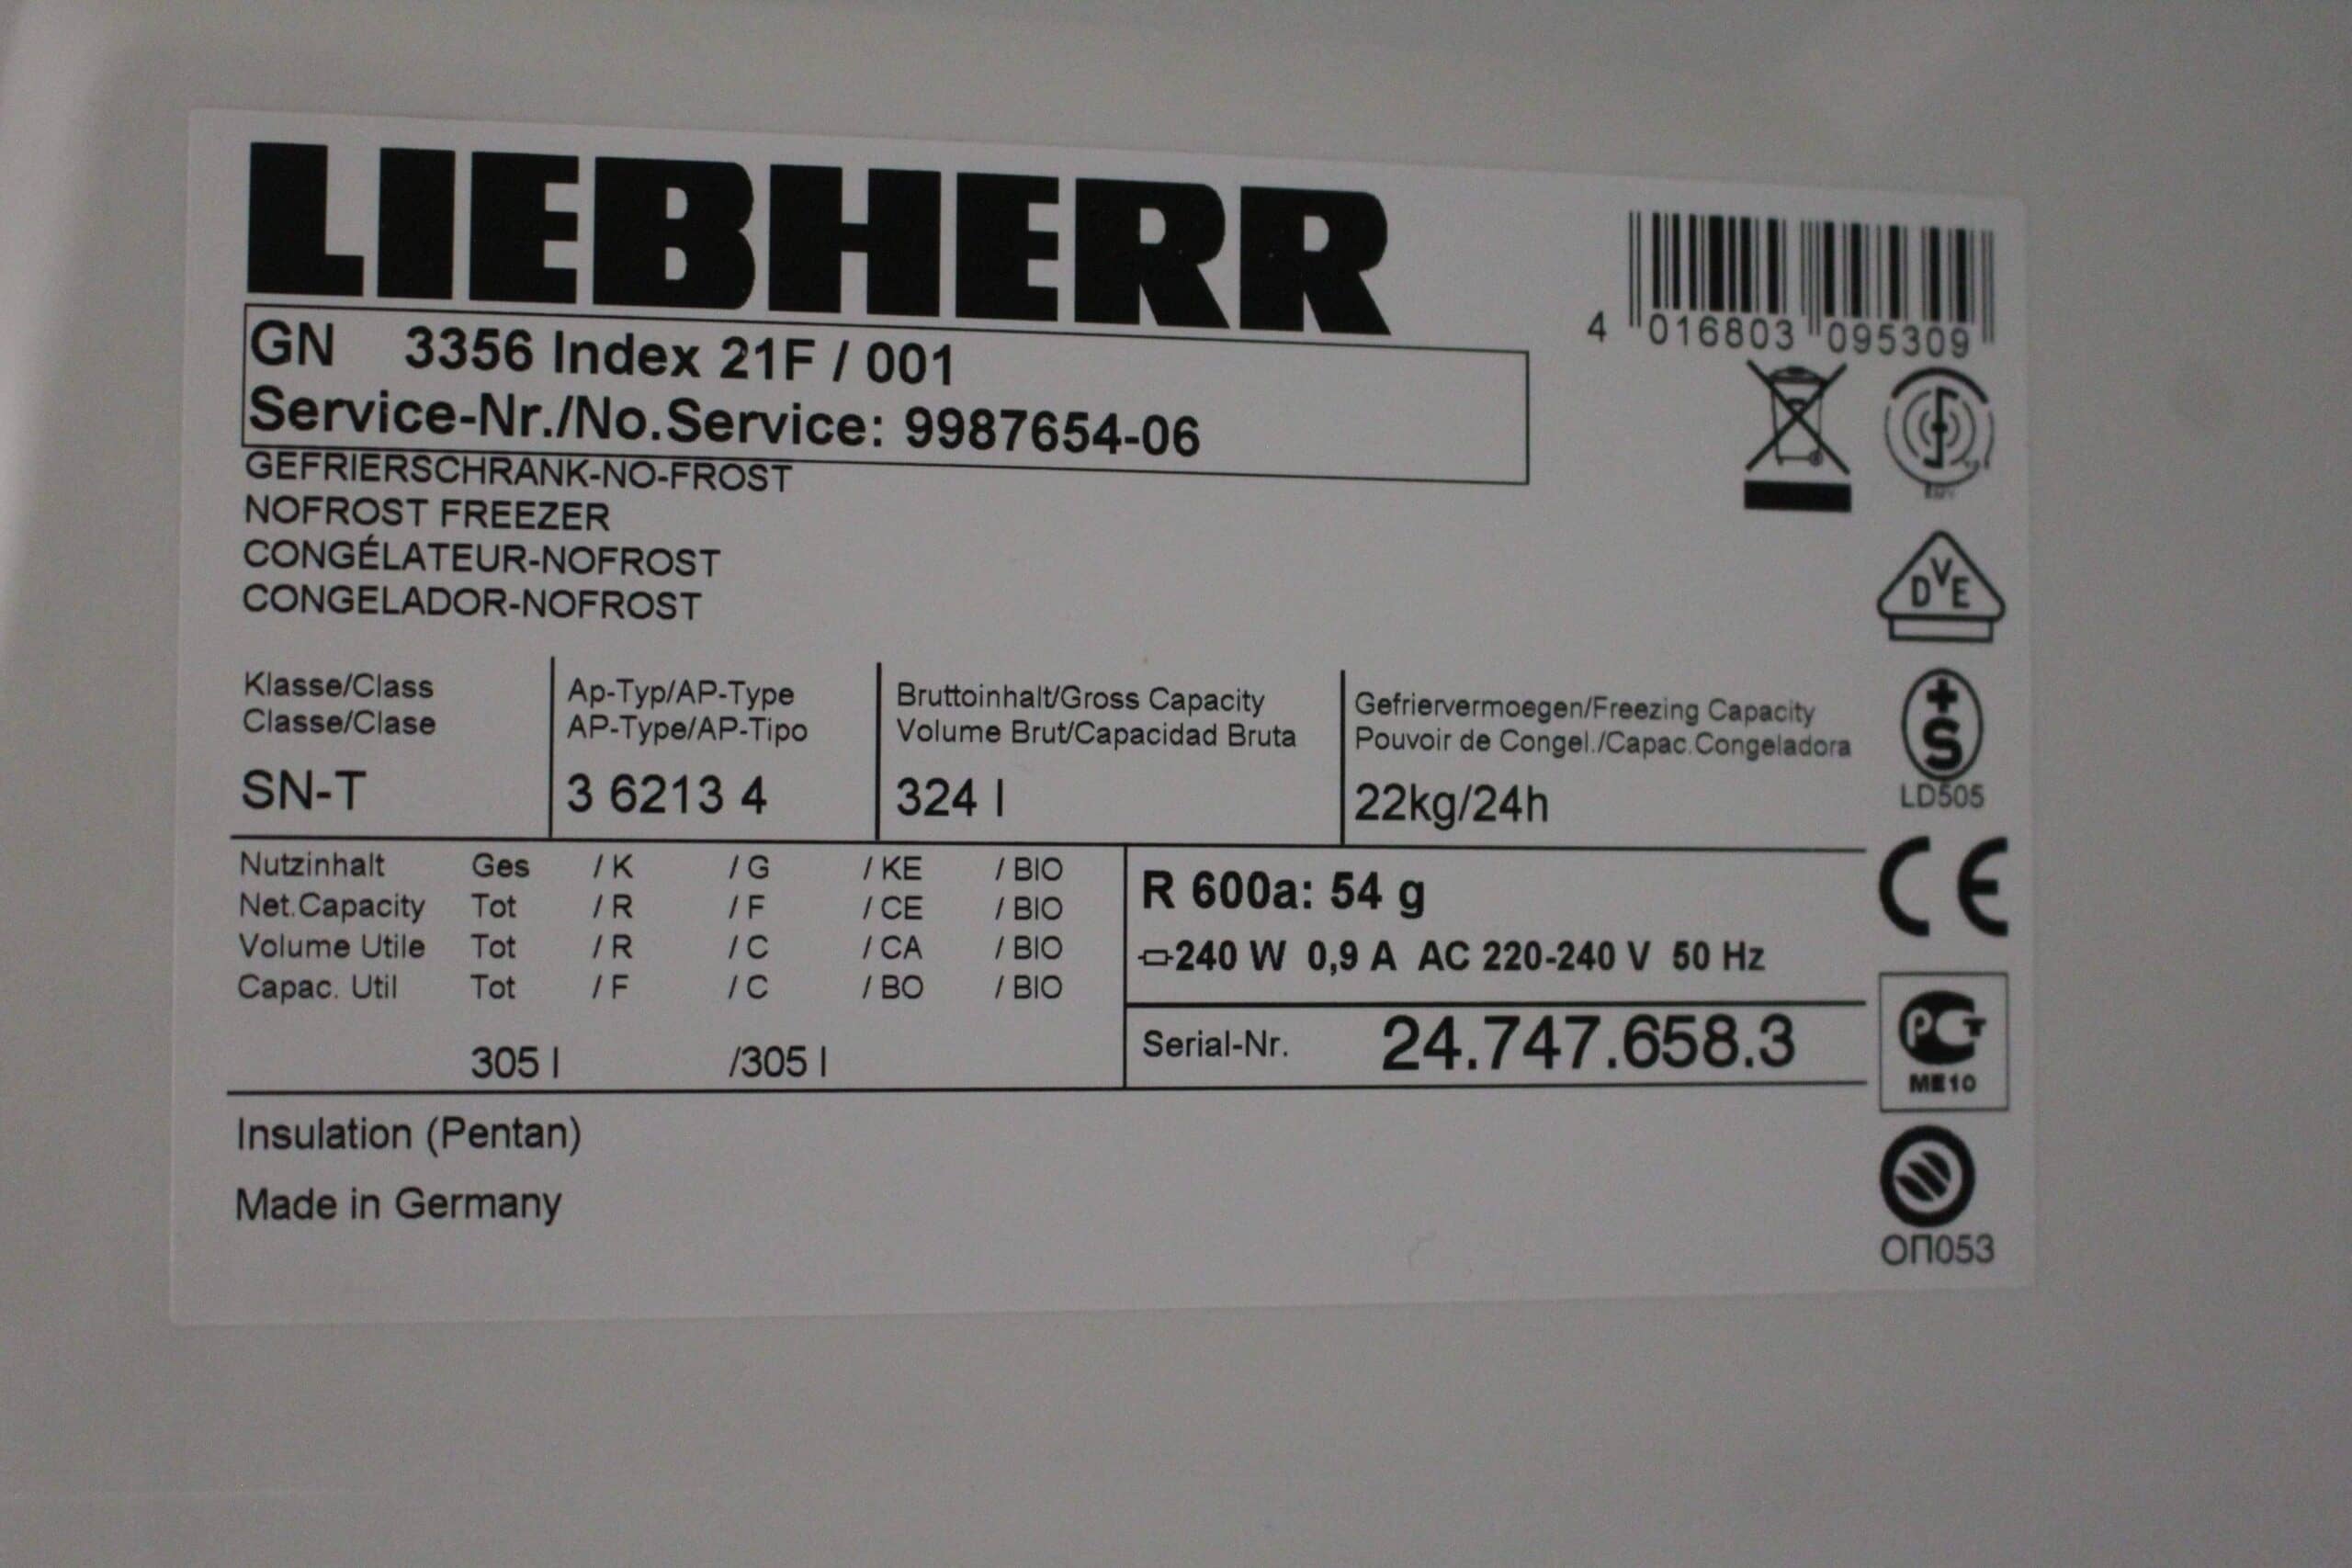 LIEBHERR
4 016803 095309
GN 3356 Index 21F / 001
Service-Nr./No.Service: 9987654-06
GEFRIERSCHRANK-NO-FROST
NOFROST FREEZER
CONGÉLATEUR-NOFROST
CONGELADOR-NOFROST
DVE
Klasse/Class
Classe/Clase
SN-T
Ap-Typ/AP-Type
AP-Type/AP-Tipo
3 6213 4
Bruttoinhalt/Gross Capacity
Volume Brut/Capacidad Bruta
324 l
Gefriervermoegen/Freezing Capacity
Pouvoir de Congel./Capac.Congeladora
22kg/24h
+S
LD505
Nutzinhalt Ges / K / G / KE / BIO
Net.Capacity Tot / R / F / CE / BIO
Volume Utile Tot / R / C / CA / BIO
Capac. Util Tot / F / C / BO / BIO
305 l /305 l
R 600a: 54 g
240 W 0,9 A AC 220-240 V 50 Hz
Serial-Nr. 24.747.658.3
CE
РСТ
ME10
ОП053
Insulation (Pentan)
Made in Germany